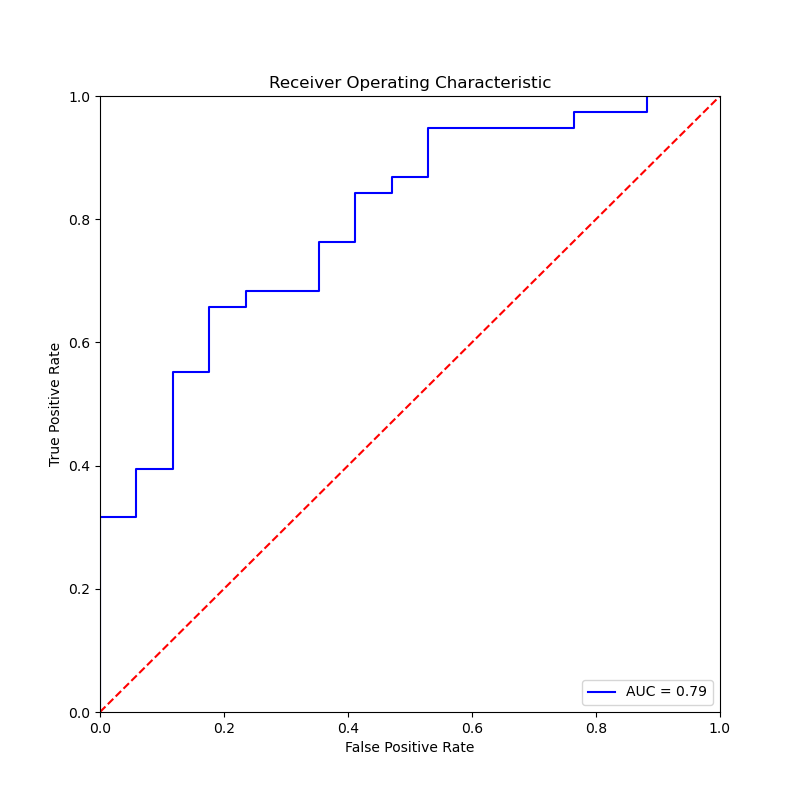 Receiver Operating Characteristic
1.0
0.8
0.6
0.4
0.2
0.0
True Positive Rate
AUC = 0.79
0.0 0.2 0.4 0.6 0.8 1.0
False Positive Rate